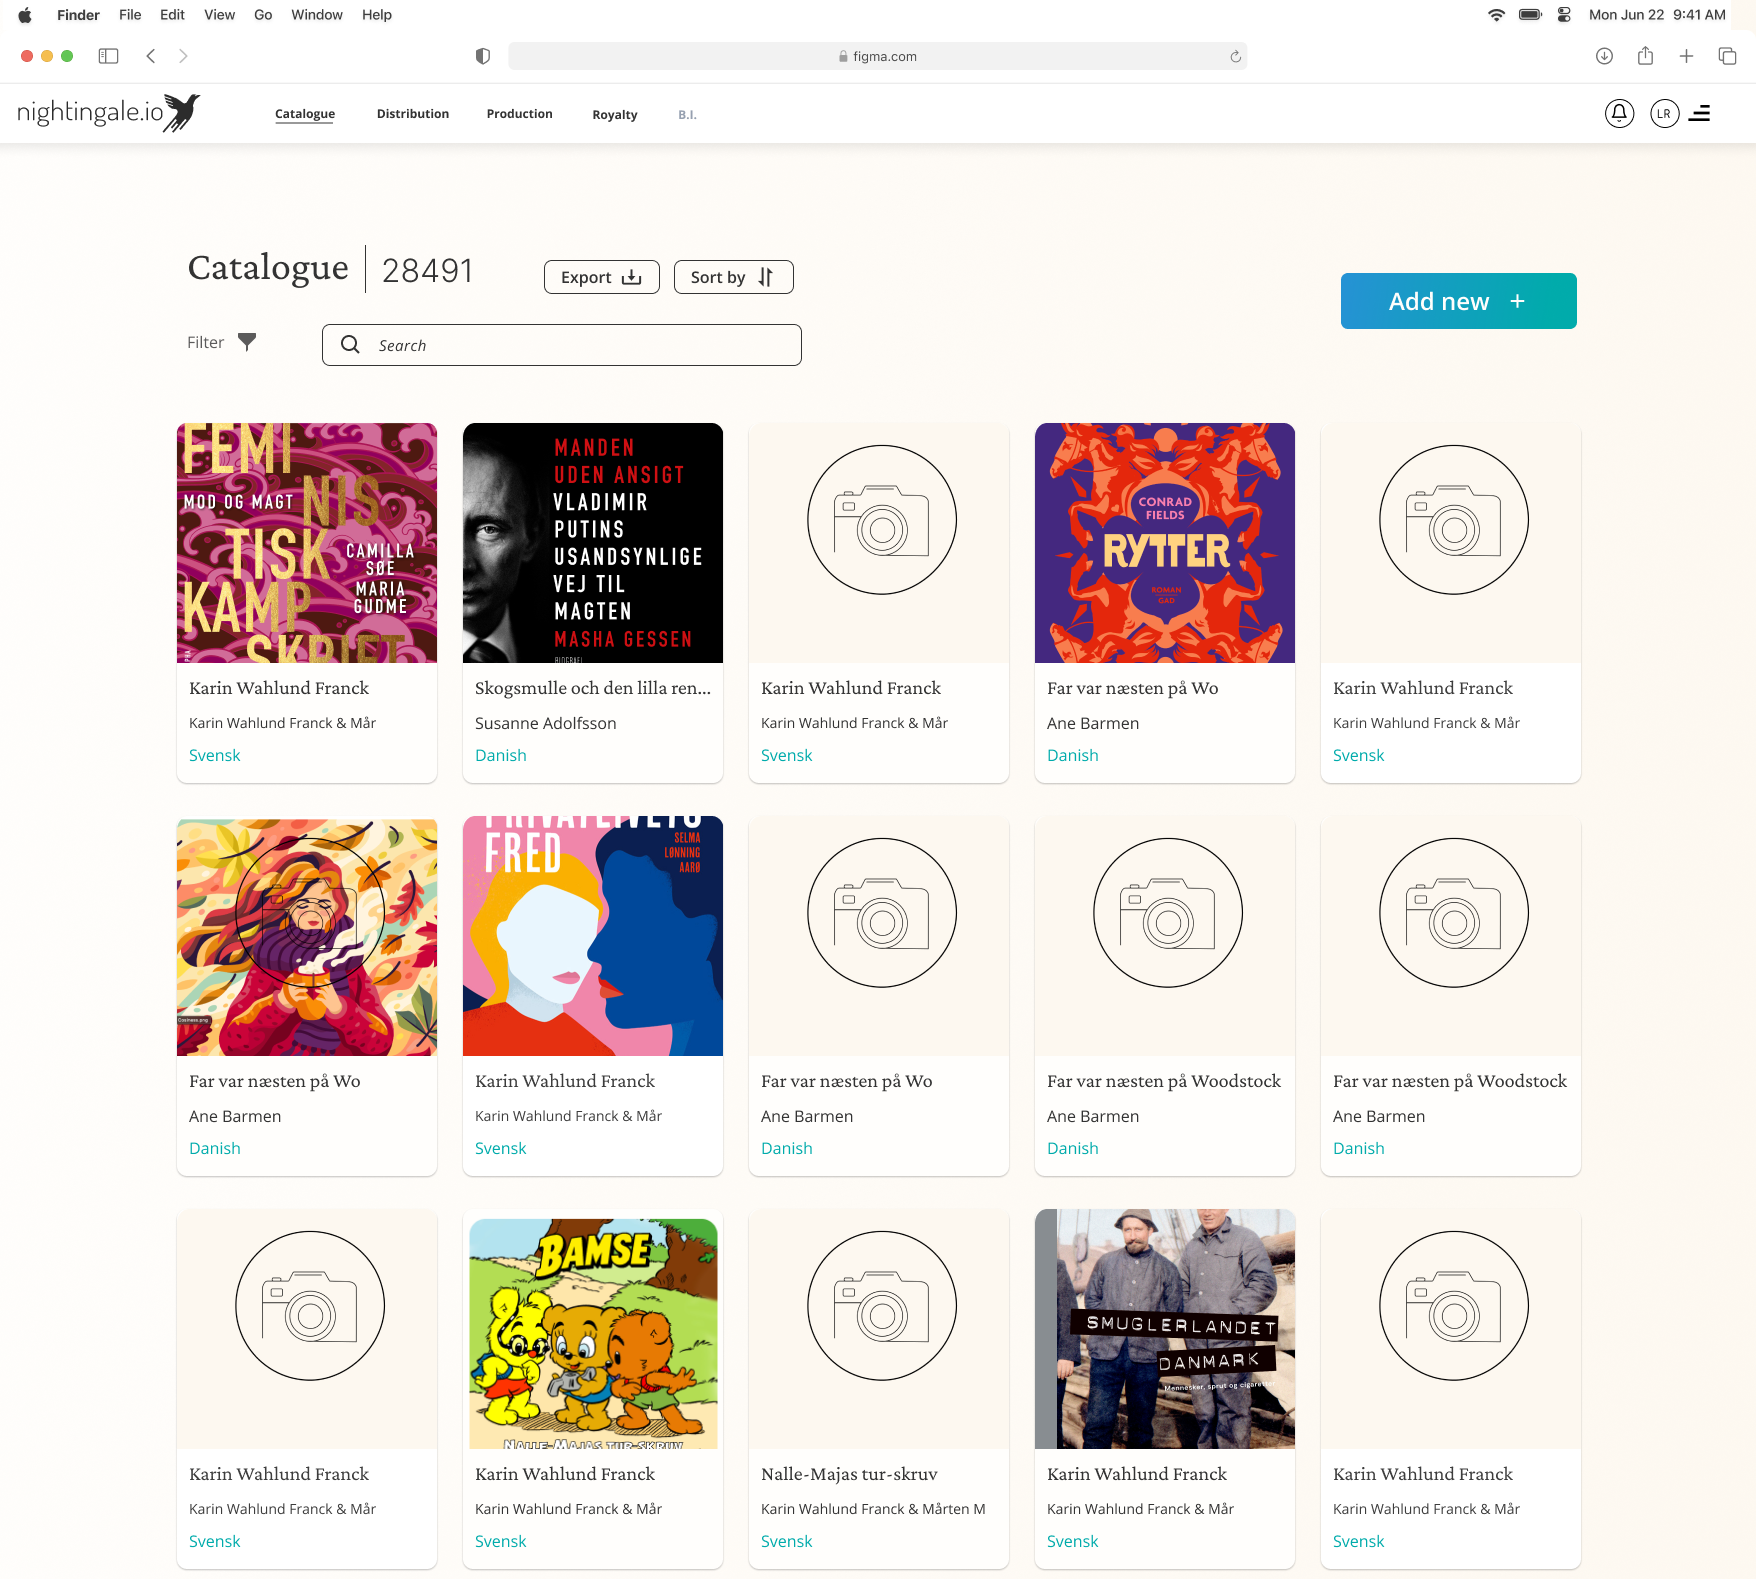 Finder File Edit View Go Window Help
Mon Jun 22 9:41 AM
figma.com
nightingale.io
Catalogue Distribution Production Royalty B.I.
LR
Catalogue 28491
Export
Sort by
Add new +
Filter
Search
FEMI
MOD OG MAGT NIS
TISK
CAMILLA
SØE
MARIA
GUDME
KAMP
SKRIFT
Karin Wahlund Franck
Karin Wahlund Franck & Mår
Svensk
MANDEN
UDEN ANSIGT
VLADIMIR
PUTINS
USANDSYNLIGE
VEJ TIL
MAGTEN
MASHA GESSEN
BIOGRAFI
Skogsmulle och den lilla ren...
Susanne Adolfsson
Danish
Karin Wahlund Franck
Karin Wahlund Franck & Mår
Svensk
CONRAD
FIELDS
RYTTER
ROMAN
GAD
Far var næsten på Wo
Ane Barmen
Danish
Karin Wahlund Franck
Karin Wahlund Franck & Mår
Svensk
Far var næsten på Wo
Ane Barmen
Danish
PRIVATLIVETS
FRED
SELMA
LØNNING
AARØ
Karin Wahlund Franck
Karin Wahlund Franck & Mår
Svensk
Far var næsten på Wo
Ane Barmen
Danish
Far var næsten på Woodstock
Ane Barmen
Danish
Far var næsten på Woodstock
Ane Barmen
Danish
Karin Wahlund Franck
Karin Wahlund Franck & Mår
Svensk
BAMSE
NALLE-MAJAS TUR-SKRUV
Karin Wahlund Franck
Karin Wahlund Franck & Mår
Svensk
Nalle-Majas tur-skruv
Karin Wahlund Franck & Mårten M
Svensk
SMUGLERLANDET
DANMARK
Mennesker, sprut og cigaretter
Karin Wahlund Franck
Karin Wahlund Franck & Mår
Svensk
Karin Wahlund Franck
Karin Wahlund Franck & Mår
Svensk